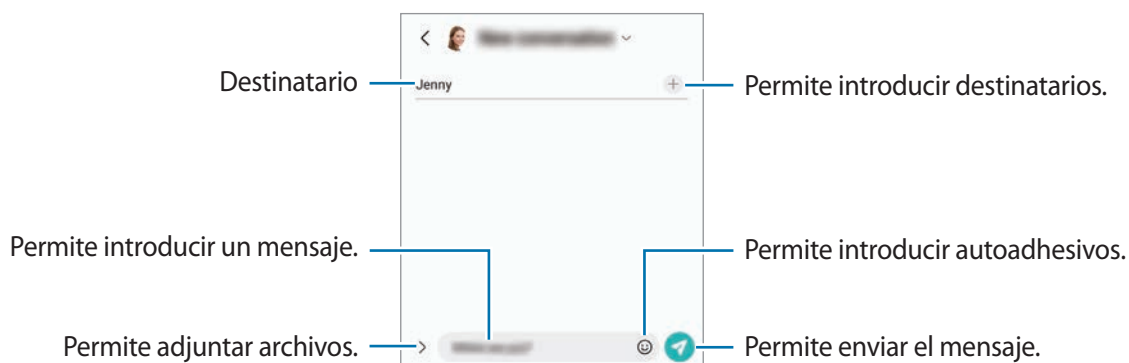 Destinatario
Jenny
Permite introducir destinatarios.
Permite introducir un mensaje.
Permite introducir autoadhesivos.
Permite adjuntar archivos.
Permite enviar el mensaje.